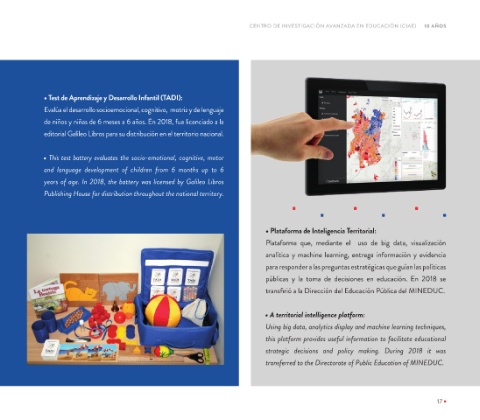 CENTRO DE INVESTIGACIÓN AVANZADA EN EDUCACIÓN (CIAE) 10 AÑOS
• Test de Aprendizaje y Desarrollo Infantil (TADI):
Evalúa el desarrollo socioemocional, cognitivo, motriz y de lenguaje
de niños y niñas de 6 meses a 6 años. En 2018, fue licenciado a la
editorial Galileo Libros para su distribución en el territorio nacional.
• This test battery evaluates the socio-emotional, cognitive, motor
and language development of children from 6 months up to 6
years of age. In 2018, the battery was licensed by Galileo Libros
Publishing House for distribution throughout the national territory.
• Plataforma de Inteligencia Territorial:
Plataforma que, mediante el uso de big data, visualización
analítica y machine learning, entrega información y evidencia
para responder a las preguntas estratégicas que guían las políticas
públicas y la toma de decisiones en educación. En 2018 se
transfirió a la Dirección del Educación Pública del MINEDUC.
• A territorial intelligence platform:
Using big data, analytics display and machine learning techniques,
this platform provides useful information to facilitate educational
strategic decisions and policy making. During 2018 it was
transferred to the Directorate of Public Education of MINEDUC.
17